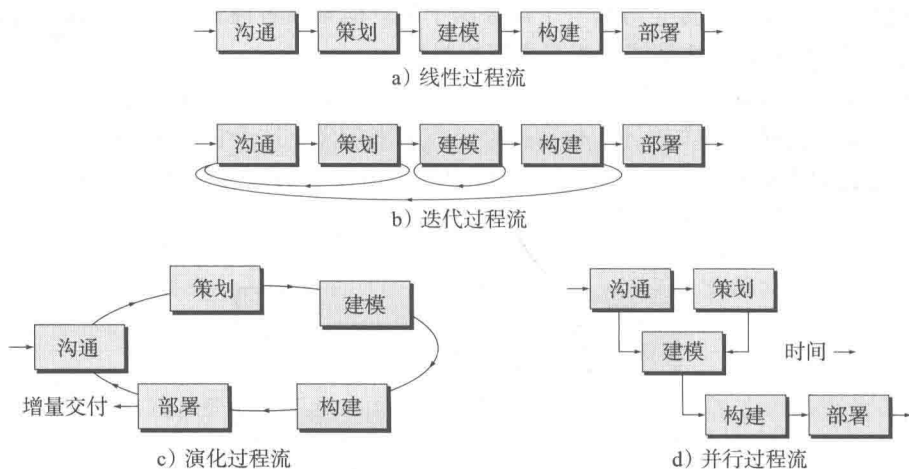 沟通 策划 建模 构建 部署
a）线性过程流
沟通 策划 建模 构建 部署
b）迭代过程流
策划
建模
沟通
增量交付
部署
构建
c）演化过程流
沟通 策划
建模 时间
构建 部署
d）并行过程流